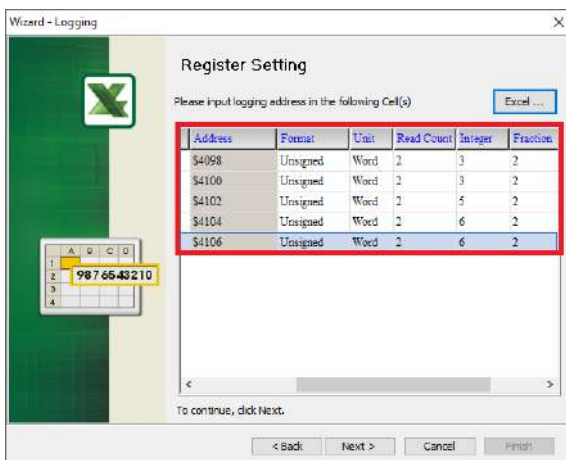 Wizard - Logging
Register Setting
Please input logging address in the following Cell(s)
Excel ...
Address Format Unit Read Count Integer Fraction
$4098 Unsigned Word 2 3 2
$4100 Unsigned Word 2 3 2
$4102 Unsigned Word 2 5 2
$4104 Unsigned Word 2 6 2
$4106 Unsigned Word 2 6 2
A B C D
1
2 9876543210
3
4
To continue, click Next.
< Back Next > Cancel Finish